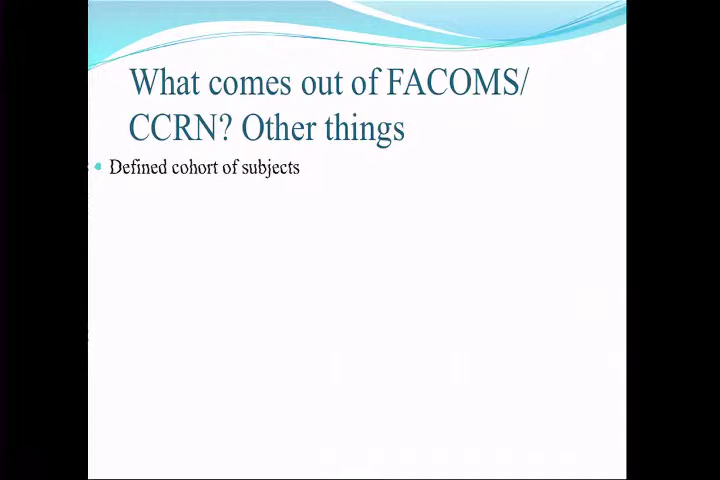 What comes out of FACOMS/
CCRN? Other things
Defined cohort of subjects